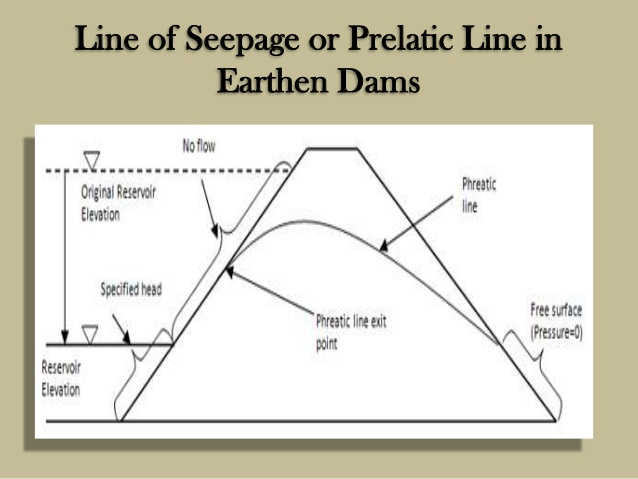 Line of Seepage or Prelatic Line in
Earthen Dams
No flow
Original Reservoir
Elevation
Phreatic
line
Specified head
Phreatic line exit
point
Free surface
(Pressure=0)
Reservoir
Elevation